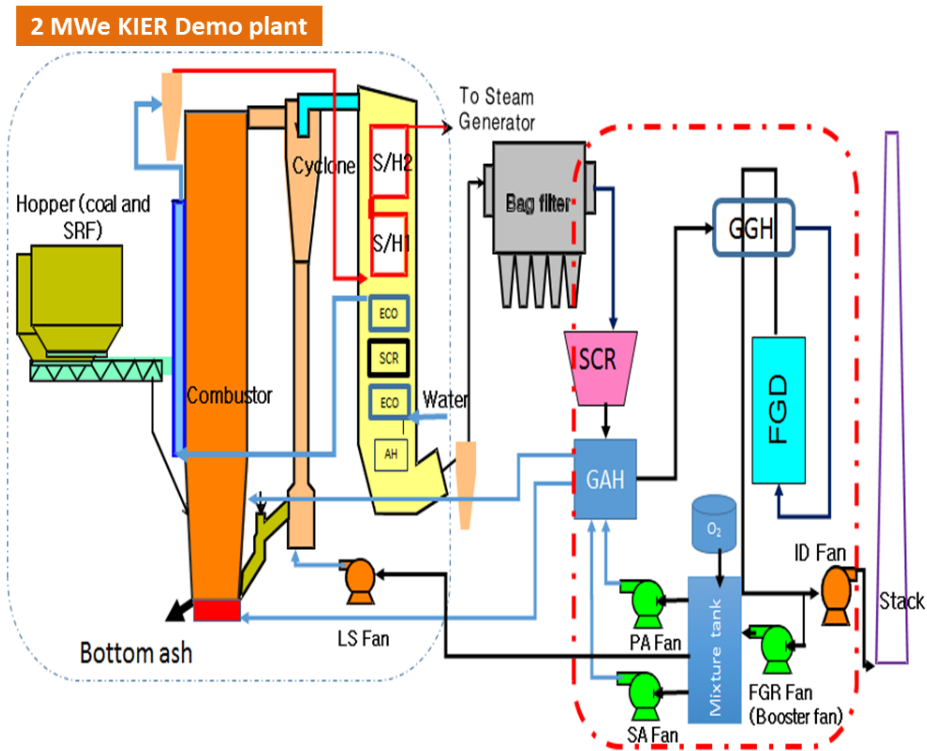 2 MWe KIER Demo plant
To Steam
Generator
Cyclone
S/H2
Bag filter
Hopper (coal and
SRF)
S/H1
GGH
ECO
SCR
SCR
Combustor
ECO
Water
FGD
AH
GAH
O2
ID Fan
Stack
LS Fan
PA Fan
Mixture tank
Bottom ash
FGR Fan
(Booster fan)
SA Fan